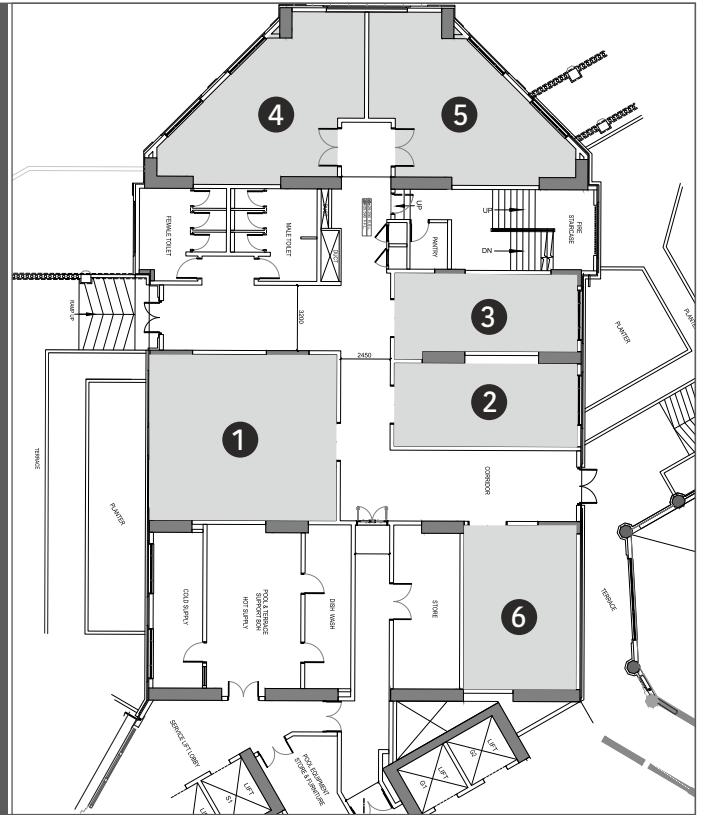 4
5
FEMALE TOILET
MALE TOILET
DUCT
UP
PANTRY
UP
DN
FIRE
STAIRCASE
RAMP UP
3200
2450
3
2
1
PLANTER
TERRACE
PLANTER
CORRIDOR
COLD SUPPLY
POOL & TERRACE
SUPPORT BOH
HOT SUPPLY
DISH WASH
STORE
6
TERRACE
SERVICE LIFT LOBBY
POOL EQUIPMENT
STORE & FURNITURE
LIFT
S1
LIFT
G1
LIFT
G2